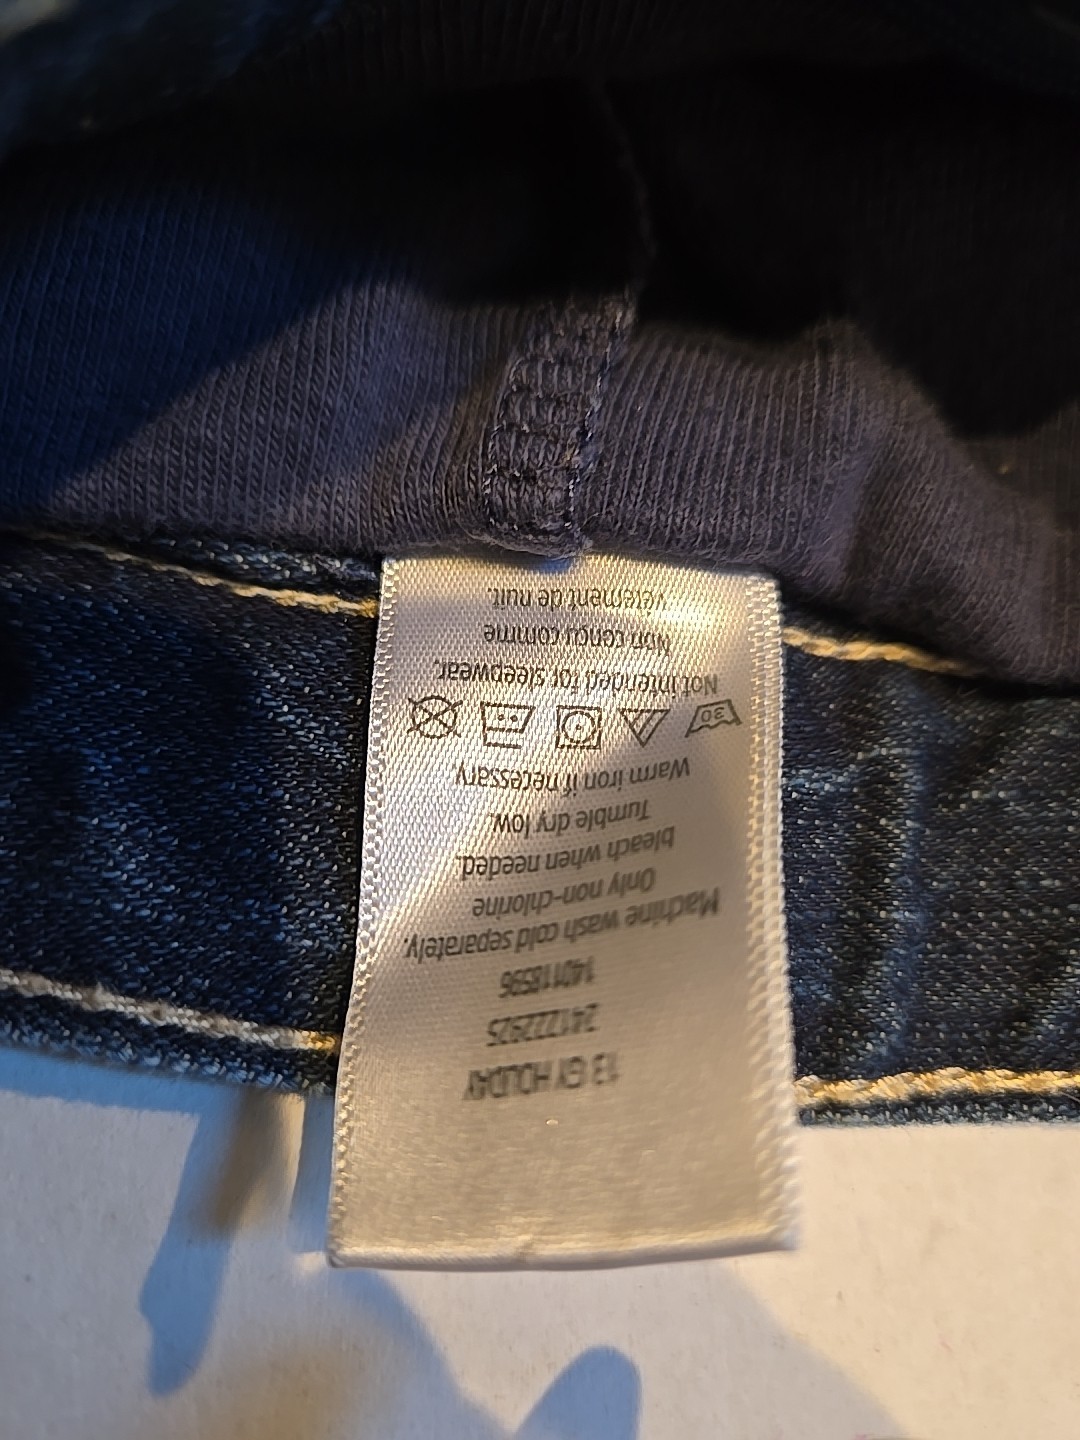 13 GY HOLIDAY
241222925
140118596
Machine wash cold separately.
Only non-chlorine
bleach when needed.
Tumble dry low.
Warm iron if necessary
30
Not intended for sleepwear.
Non conçu comme
vêtement de nuit.